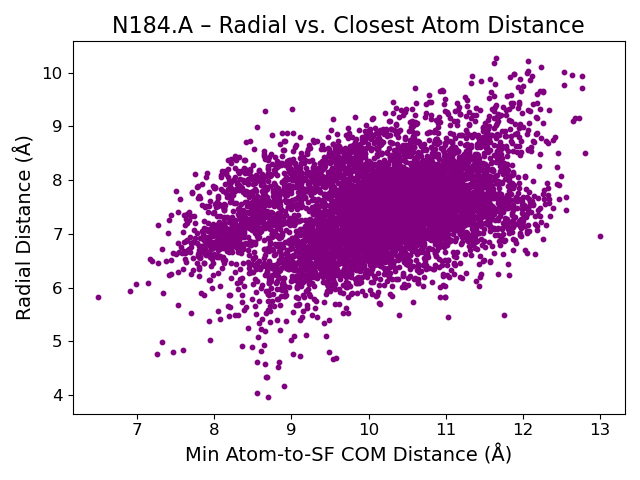 N184.A – Radial vs. Closest Atom Distance
10
9
8
7
6
5
4
Radial Distance (Å)
7 8 9 10 11 12 13
Min Atom-to-SF COM Distance (Å)